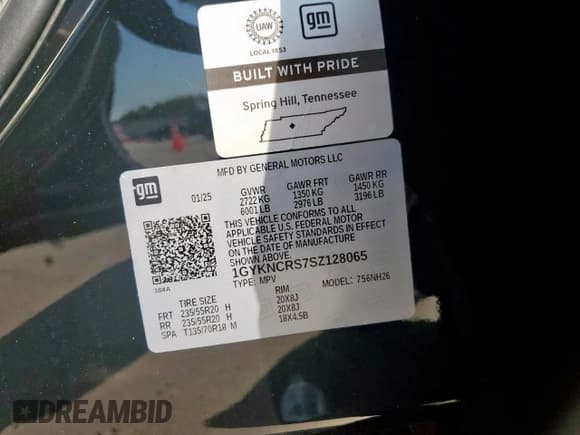 UAW
gm
LOCAL 1853
BUILT WITH PRIDE
Spring Hill, Tennessee
MFD BY GENERAL MOTORS LLC
gm
01/25
GVWR GAWR FRT GAWR RR
2722 KG 1350 KG 1450 KG
6001 LB 2976 LB 3196 LB
THIS VEHICLE CONFORMS TO ALL
APPLICABLE U.S. FEDERAL MOTOR
VEHICLE SAFETY STANDARDS IN EFFECT
ON THE DATE OF MANUFACTURE
SHOWN ABOVE.
1GYKNCRS7SZ128065
TYPE: MPV MODEL: 7S6NH26
384A
TIRE SIZE RIM
FRT 235/55R20 H 20X8J
RR 235/55R20 H 20X8J
SPA T135/70R18 M 18X4.5B
DREAMBID